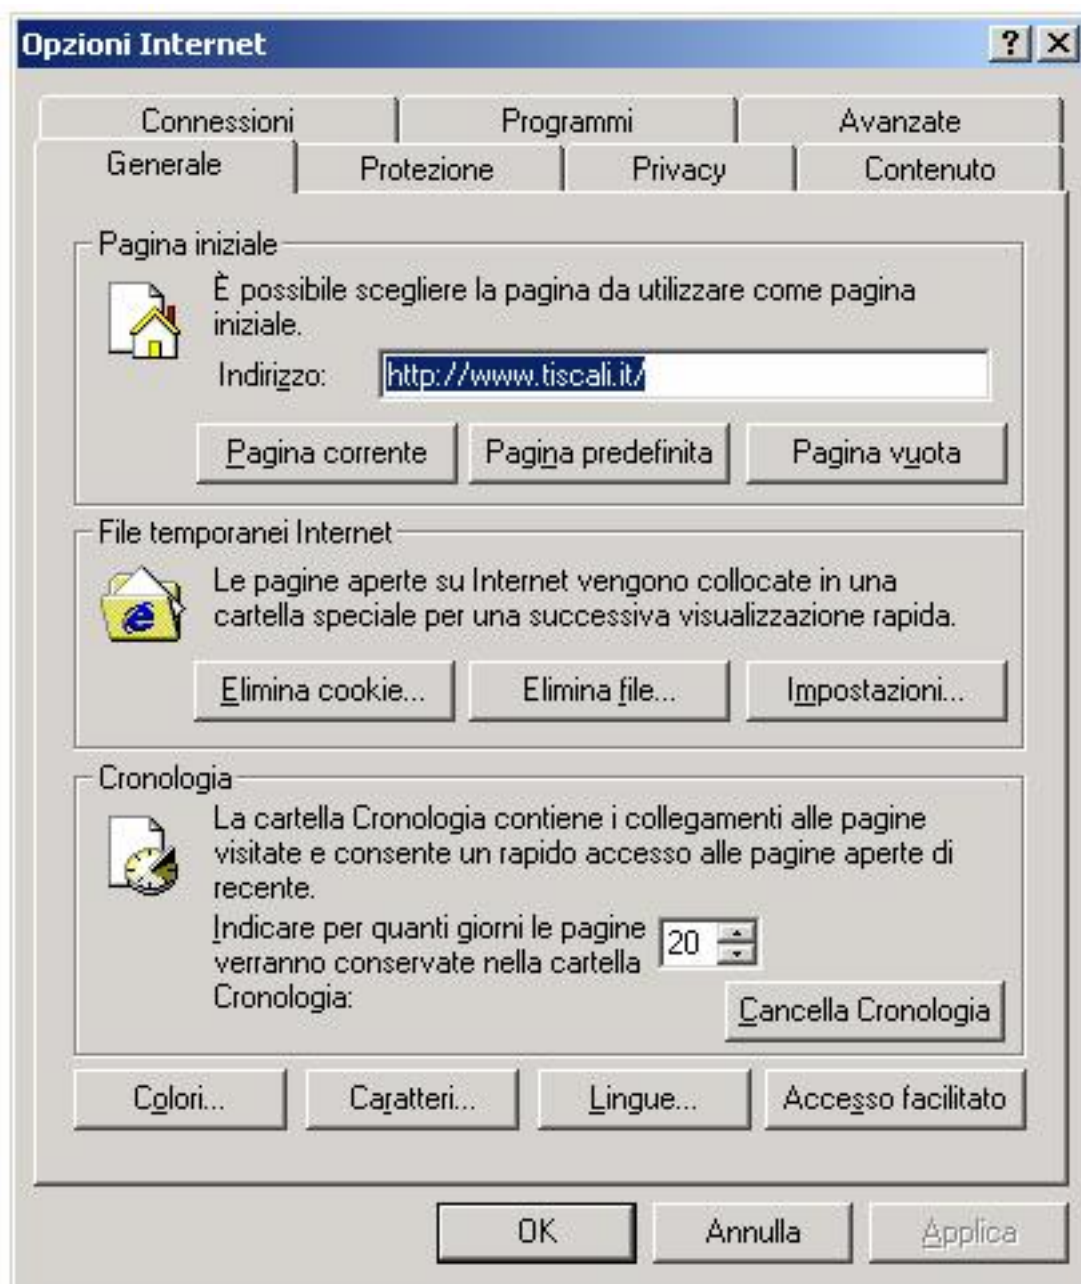 Opzioni Internet
Connessioni
Programmi
Avanzate
Generale
Protezione
Privacy
Contenuto
Pagina iniziale
È possibile scegliere la pagina da utilizzare come pagina
iniziale.
Indirizzo: http://www.tiscali.it/
Pagina corrente
Pagina predefinita
Pagina vuota
File temporanei Internet
Le pagine aperte su Internet vengono collocate in una
cartella speciale per una successiva visualizzazione rapida.
Elimina cookie...
Elimina file...
Impostazioni...
Cronologia
La cartella Cronologia contiene i collegamenti alle pagine
visitate e consente un rapido accesso alle pagine aperte di
recente.
Indicare per quanti giorni le pagine
verranno conservate nella cartella
Cronologia:
20
Cancella Cronologia
Colori...
Caratteri...
Lingue...
Accesso facilitato
OK
Annulla
Applica